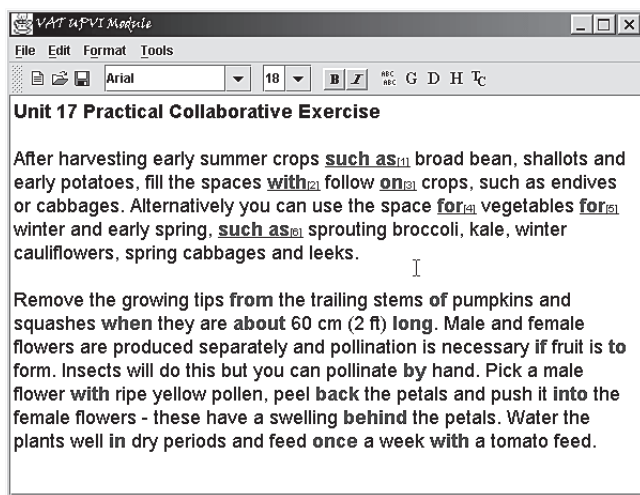 VAT UPVI Module
File Edit Format Tools
Arial 18 B I ABC ABC G D H TC
Unit 17 Practical Collaborative Exercise
After harvesting early summer crops such as[1] broad bean, shallots and
early potatoes, fill the spaces with[2] follow on[3] crops, such as endives
or cabbages. Alternatively you can use the space for[4] vegetables for[5]
winter and early spring, such as[6] sprouting broccoli, kale, winter
cauliflowers, spring cabbages and leeks.
Remove the growing tips from the trailing stems of pumpkins and
squashes when they are about 60 cm (2 ft) long. Male and female
flowers are produced separately and pollination is necessary if fruit is to
form. Insects will do this but you can pollinate by hand. Pick a male
flower with ripe yellow pollen, peel back the petals and push it into the
female flowers - these have a swelling behind the petals. Water the
plants well in dry periods and feed once a week with a tomato feed.